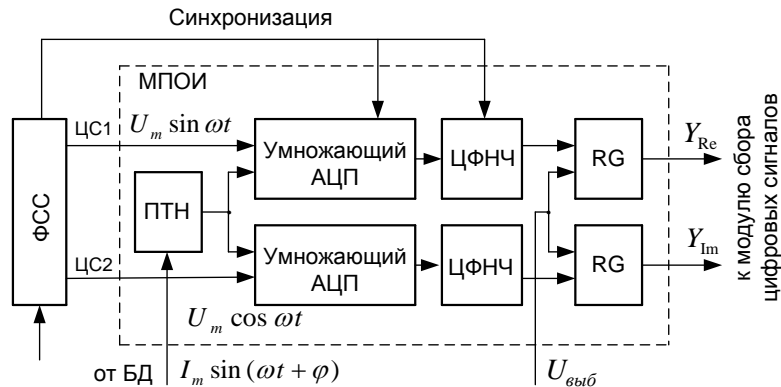 Синхронизация
МПОИ
ЦС1
U_m sin ωt
ФСС
Умножающий
АЦП
ЦФНЧ
RG
Y_Re
ПТН
Умножающий
АЦП
ЦФНЧ
RG
Y_Im
ЦС2
U_m cos ωt
от БД
I_m sin (ωt + φ)
U_выб
к модулю сбора
цифровых сигналов